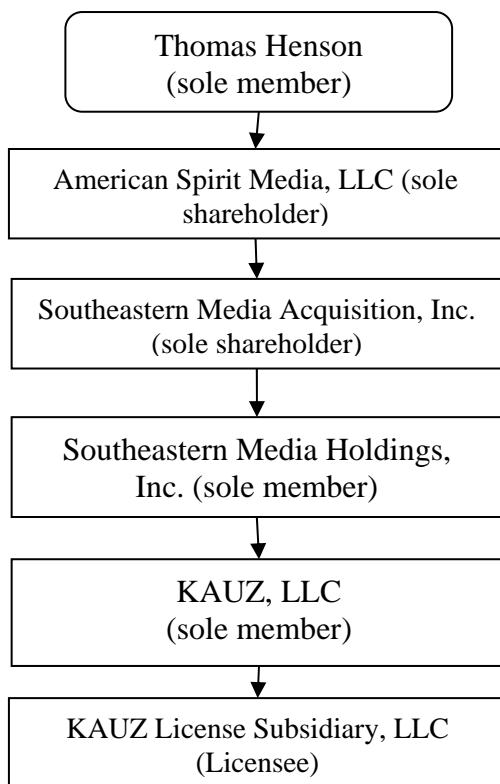 Thomas Henson
(sole member)
American Spirit Media, LLC (sole
shareholder)
Southeastern Media Acquisition, Inc.
(sole shareholder)
Southeastern Media Holdings,
Inc. (sole member)
KAUZ, LLC
(sole member)
KAUZ License Subsidiary, LLC
(Licensee)